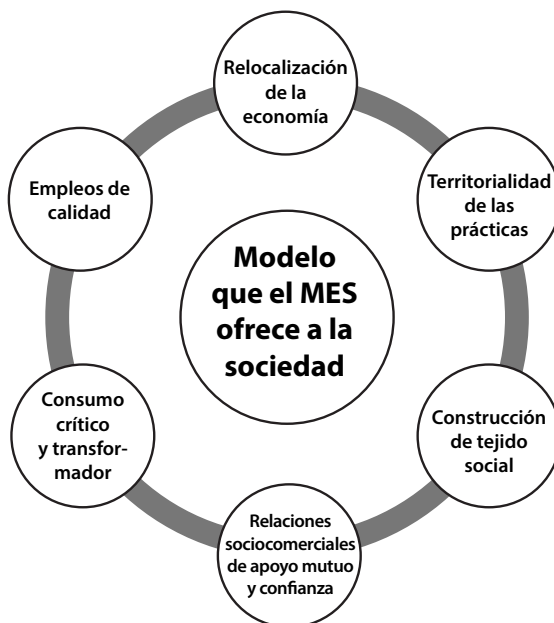 Relocalización
de la
economía
Territorialidad
de las
prácticas
Construcción
de tejido
social
Relaciones
sociocomerciales
de apoyo mutuo
y confianza
Consumo
crítico
y transfor-
mador
Empleos de
calidad
Modelo
que el MES
ofrece a la
sociedad